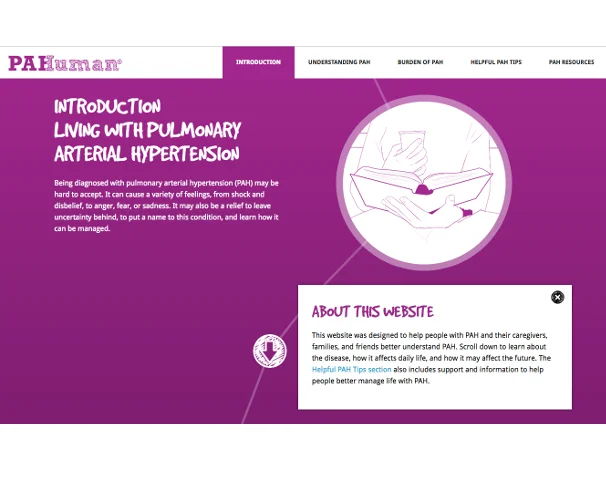 PAHuman®
INTRODUCTION
UNDERSTANDING PAH
BURDEN OF PAH
HELPFUL PAH TIPS
PAH RESOURCES
INTRODUCTION
LIVING WITH PULMONARY
ARTERIAL HYPERTENSION
Being diagnosed with pulmonary arterial hypertension (PAH) may be
hard to accept. It can cause a variety of feelings, from shock and
disbelief, to anger, fear, or sadness. It may also be a relief to leave
uncertainty behind, to put a name to this condition, and learn how it
can be managed.
ABOUT THIS WEBSITE
This website was designed to help people with PAH and their caregivers,
families, and friends better understand PAH. Scroll down to learn about
the disease, how it affects daily life, and how it may affect the future. The
Helpful PAH Tips section also includes support and information to help
people better manage life with PAH.